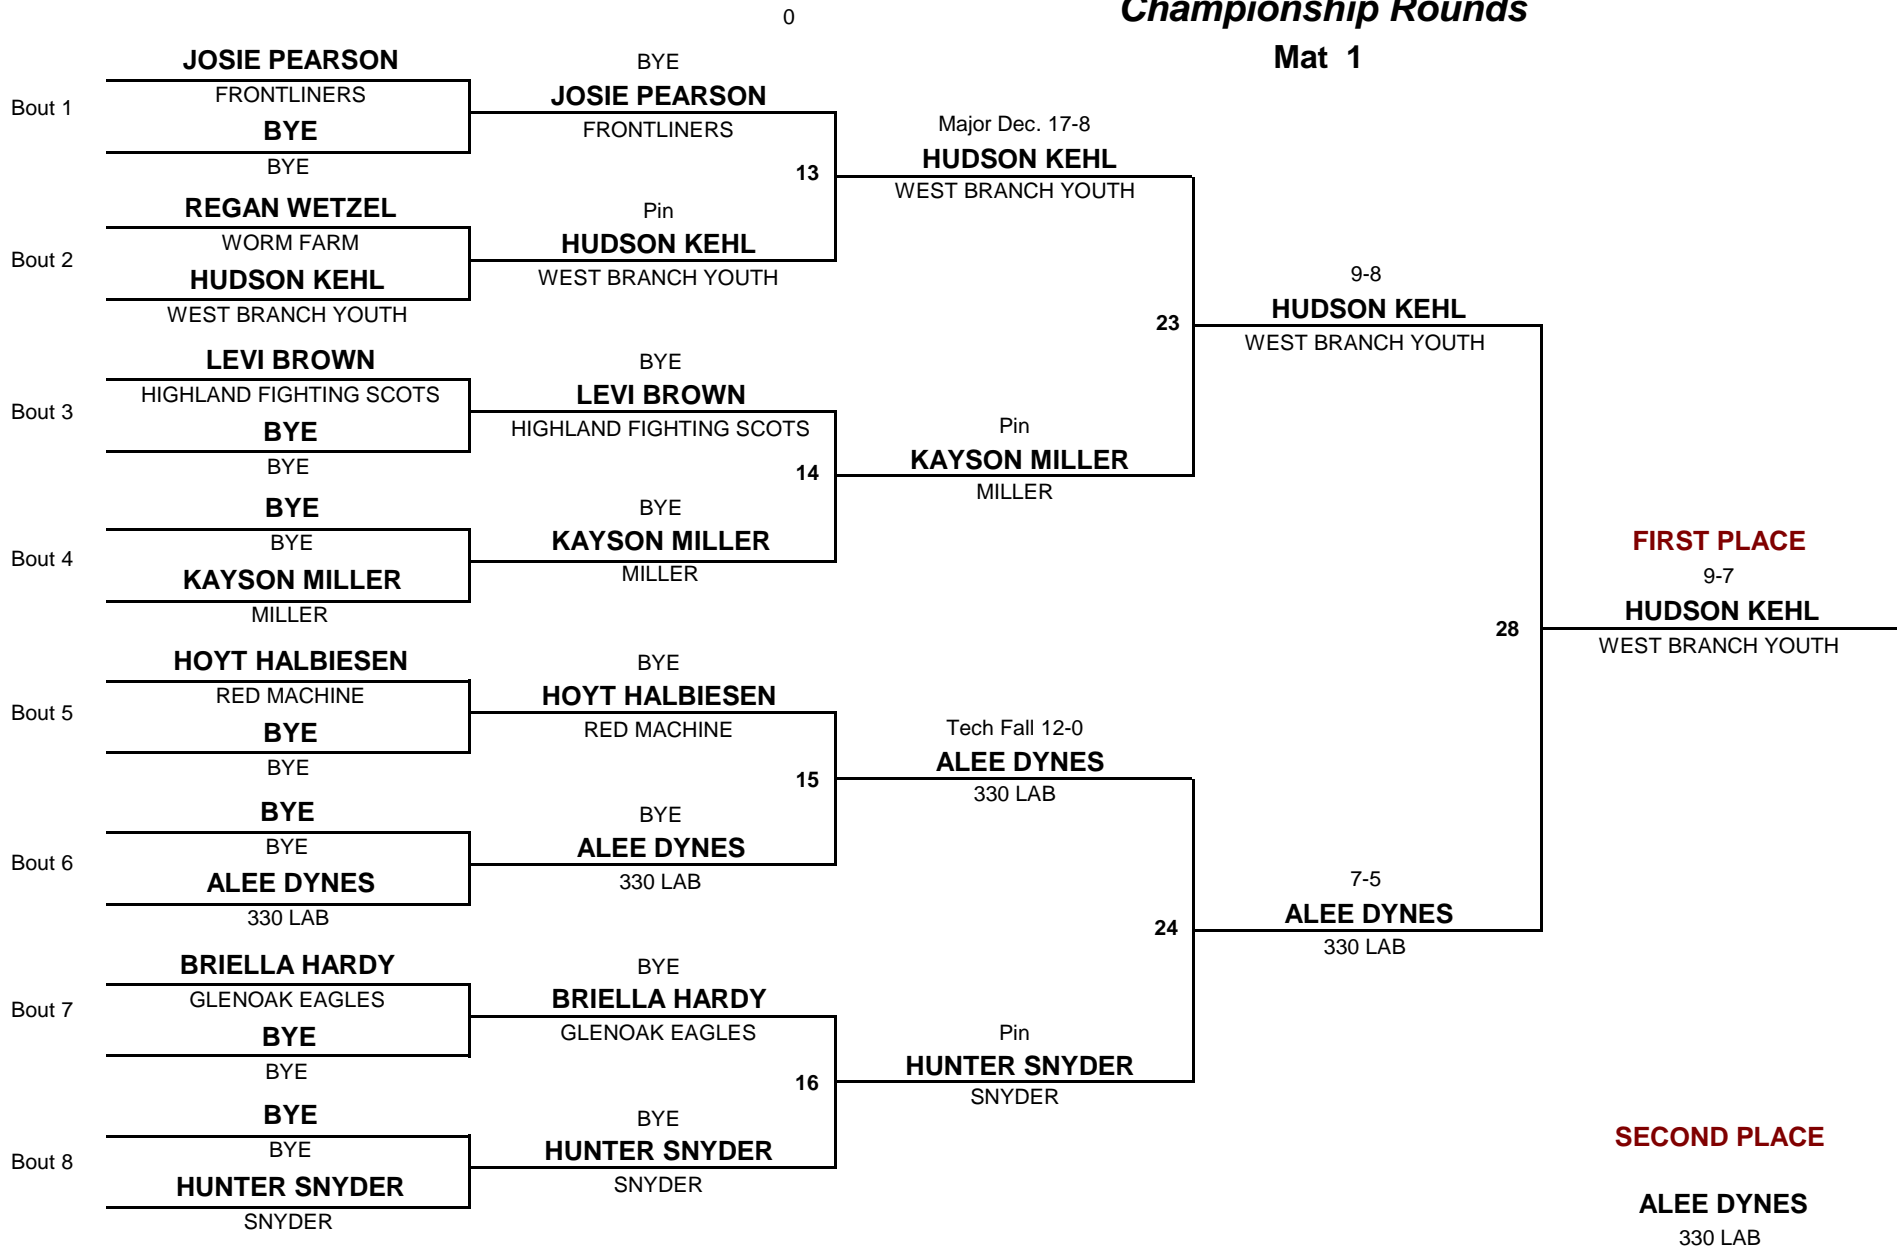 Championship Rounds
0
Mat 1
JOSIE PEARSON
FRONTLINERS
Bout 1
BYE
BYE
REGAN WETZEL
WORM FARM
Bout 2
HUDSON KEHL
WEST BRANCH YOUTH
LEVI BROWN
HIGHLAND FIGHTING SCOTS
Bout 3
BYE
BYE
BYE
BYE
Bout 4
KAYSON MILLER
MILLER
HOYT HALBIESEN
RED MACHINE
Bout 5
BYE
BYE
BYE
BYE
Bout 6
ALEE DYNES
330 LAB
BRIELLA HARDY
GLENOAK EAGLES
Bout 7
BYE
BYE
BYE
BYE
Bout 8
HUNTER SNYDER
SNYDER
BYE
JOSIE PEARSON
FRONTLINERS
13
Pin
HUDSON KEHL
WEST BRANCH YOUTH
BYE
LEVI BROWN
HIGHLAND FIGHTING SCOTS
14
BYE
KAYSON MILLER
MILLER
BYE
HOYT HALBIESEN
RED MACHINE
15
BYE
ALEE DYNES
330 LAB
BYE
BRIELLA HARDY
GLENOAK EAGLES
16
BYE
HUNTER SNYDER
SNYDER
Major Dec. 17-8
HUDSON KEHL
WEST BRANCH YOUTH
23
Pin
KAYSON MILLER
MILLER
Tech Fall 12-0
ALEE DYNES
330 LAB
24
Pin
HUNTER SNYDER
SNYDER
9-8
HUDSON KEHL
WEST BRANCH YOUTH
28
7-5
ALEE DYNES
330 LAB
FIRST PLACE
9-7
HUDSON KEHL
WEST BRANCH YOUTH
SECOND PLACE
ALEE DYNES
330 LAB